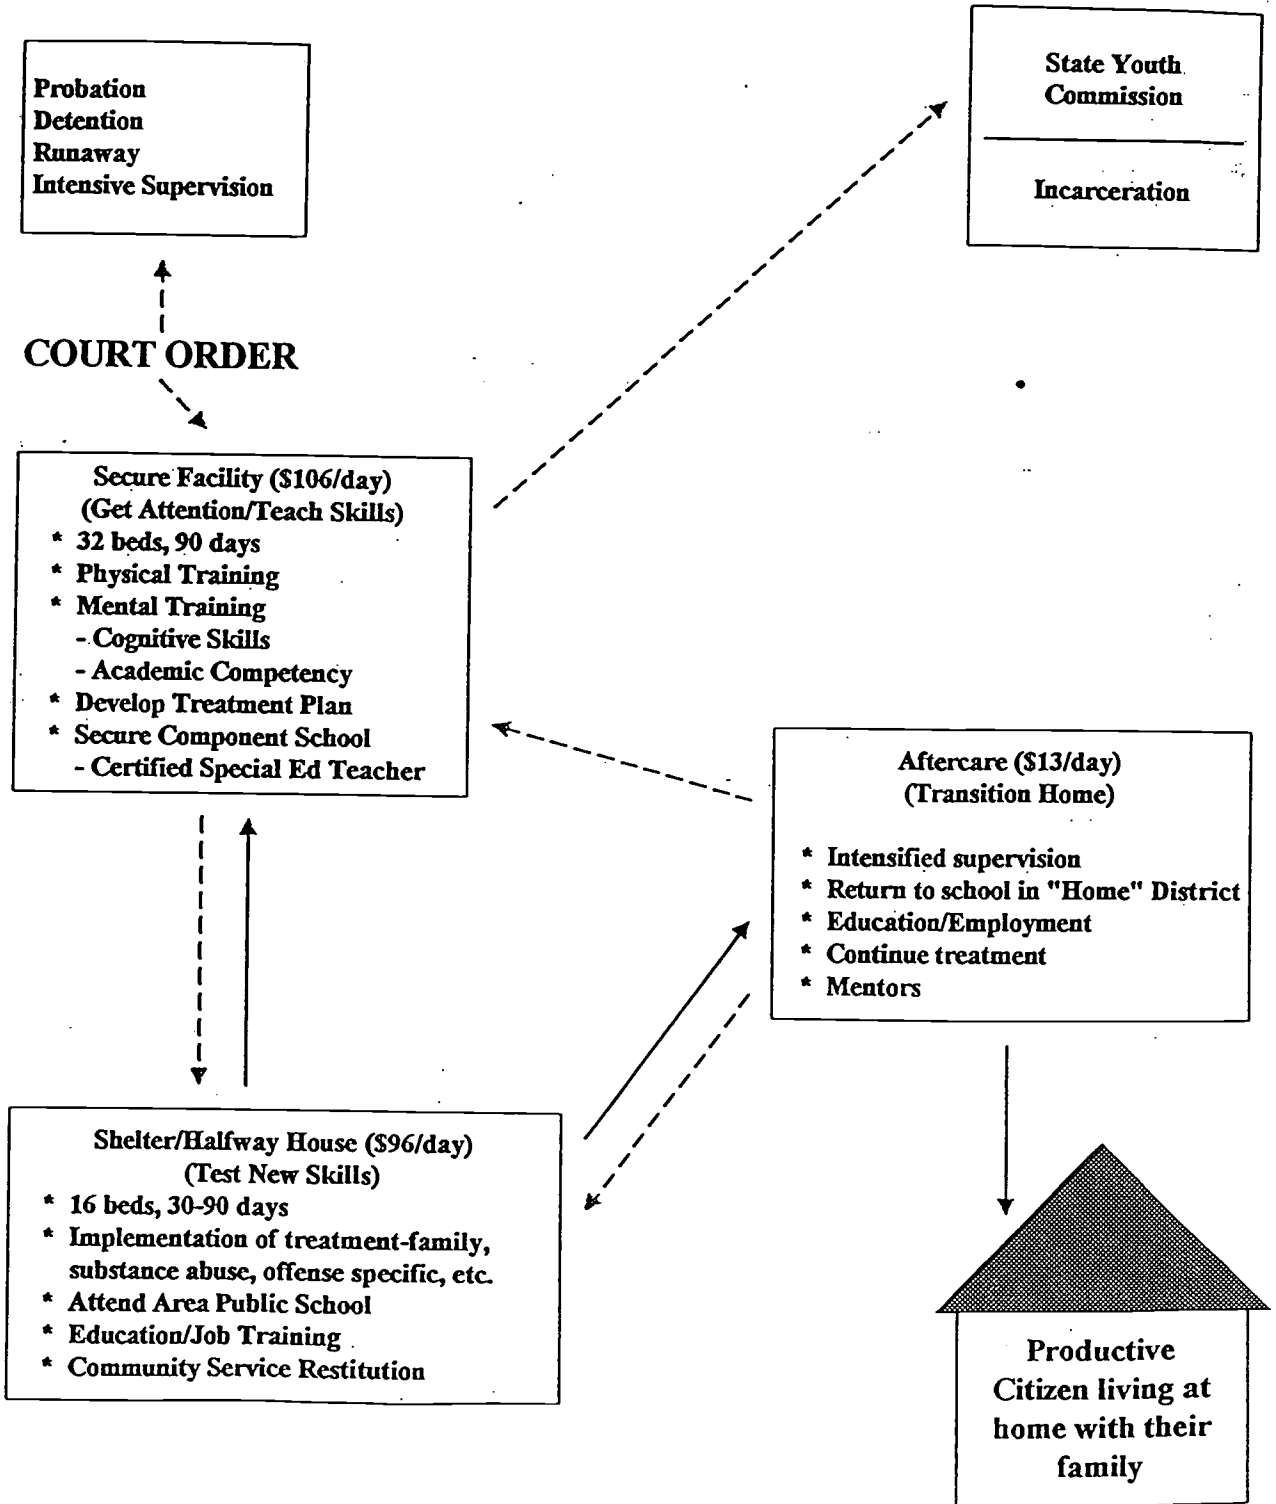 Probation
Detention
Runaway
Intensive Supervision
State Youth
Commission
Incarceration
COURT ORDER
Secure Facility ($106/day)
(Get Attention/Teach Skills)
* 32 beds, 90 days
* Physical Training
* Mental Training
- Cognitive Skills
- Academic Competency
* Develop Treatment Plan
* Secure Component School
- Certified Special Ed Teacher
Aftercare ($13/day)
(Transition Home)
* Intensified supervision
* Return to school in "Home" District
* Education/Employment
* Continue treatment
* Mentors
Shelter/Halfway House ($96/day)
(Test New Skills)
* 16 beds, 30-90 days
* Implementation of treatment-family,
substance abuse, offense specific, etc.
* Attend Area Public School
* Education/Job Training
* Community Service Restitution
Productive
Citizen living at
home with their
family